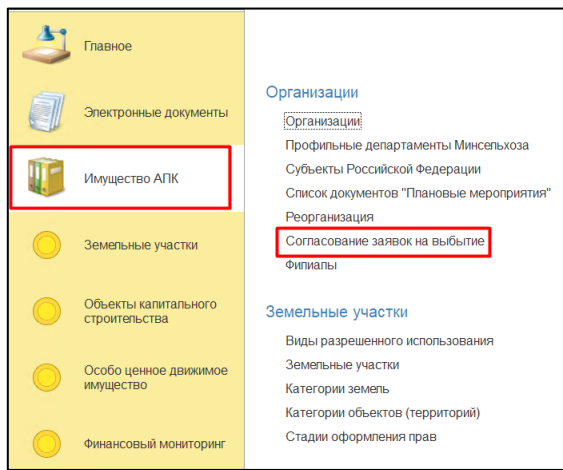 Главное
Электронные документы
Имущество АПК
Земельные участки
Объекты капитального
строительства
Особо ценное движимое
имущество
Финансовый мониторинг
Организации
Организации
Профильные департаменты Минсельхоза
Субъекты Российской Федерации
Список документов "Плановые мероприятия"
Реорганизация
Согласование заявок на выбытие
Филиалы
Земельные участки
Виды разрешенного использования
Земельные участки
Категории земель
Категории объектов (территорий)
Стадии оформления прав